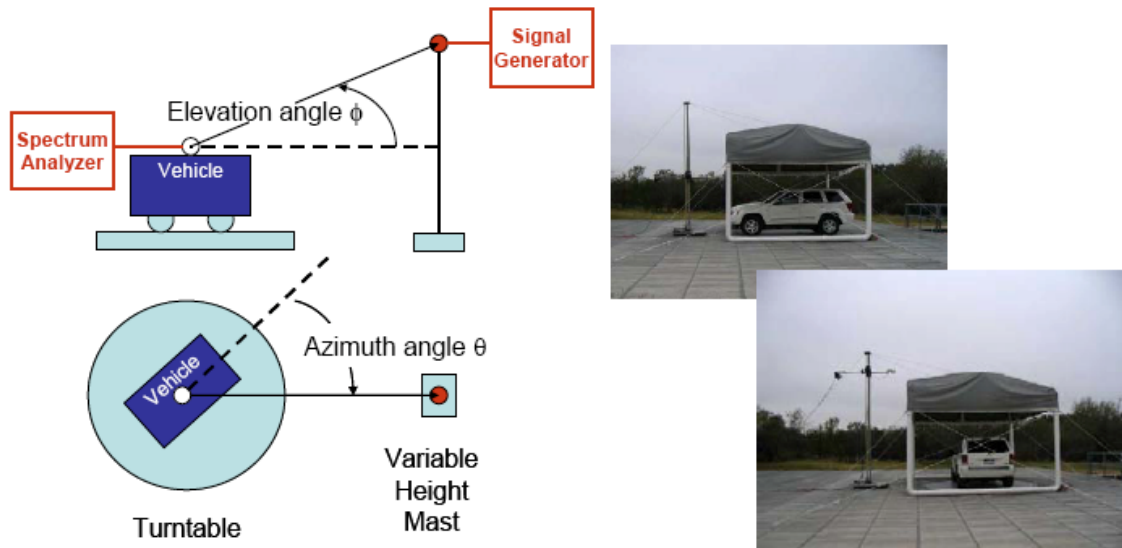 Signal
Generator
Elevation angle ϕ
Spectrum
Analyzer
Vehicle
Azimuth angle θ
Vehicle
Variable
Height
Mast
Turntable